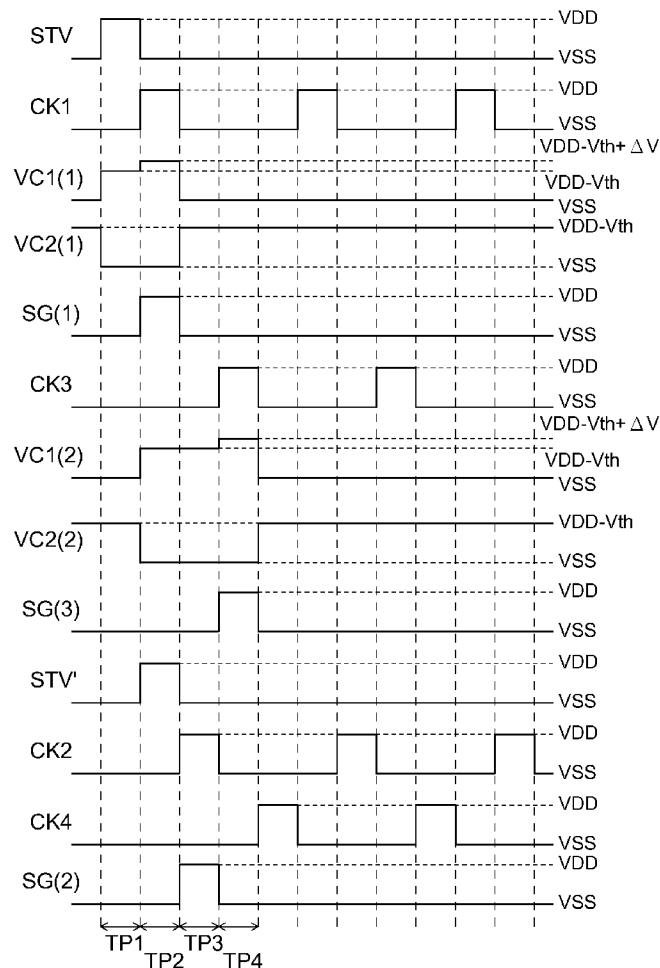 STV
VDD
VSS
CK1
VDD
VSS
VDD-Vth+ΔV
VC1(1)
VDD-Vth
VSS
VDD-Vth
VC2(1)
VSS
SG(1)
VDD
VSS
CK3
VDD
VSS
VDD-Vth+ΔV
VC1(2)
VDD-Vth
VSS
VDD-Vth
VC2(2)
VSS
SG(3)
VDD
VSS
STV'
VDD
VSS
CK2
VDD
VSS
CK4
VDD
VSS
SG(2)
VDD
VSS
TP1 TP3
TP2 TP4